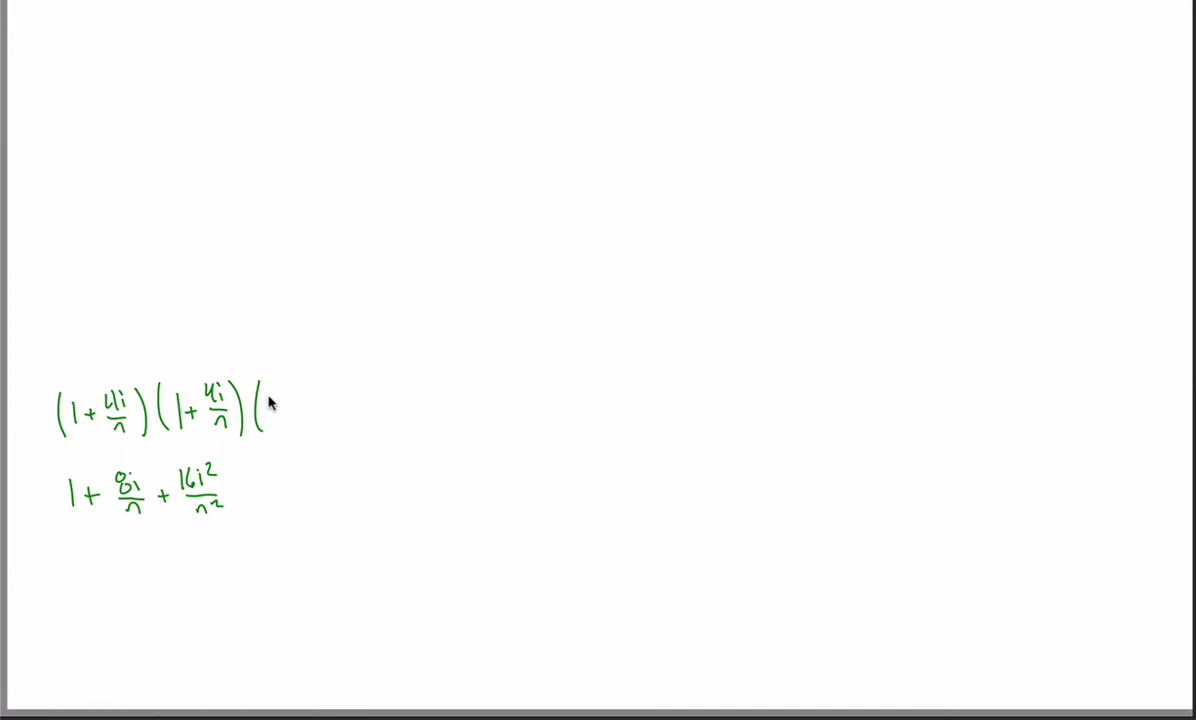 (1 + 4i/n)(1 + 4i/n)(
1 + 8i/n + 16i²/n²